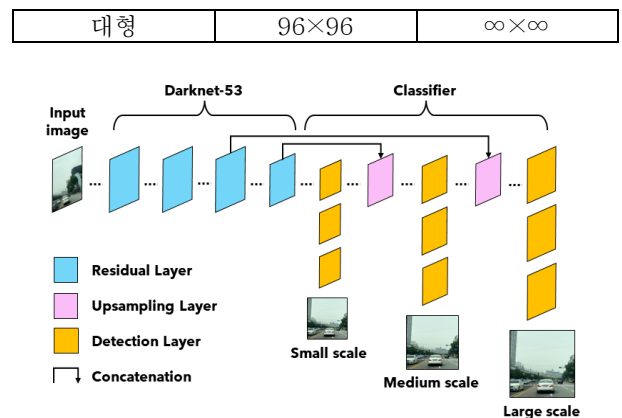 대형 96×96 ∞×∞
Darknet-53
Classifier
Input
image
Residual Layer
Upsampling Layer
Detection Layer
Concatenation
Small scale
Medium scale
Large scale